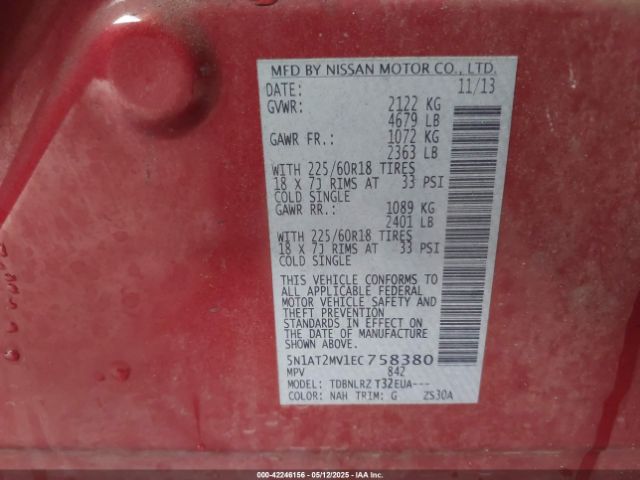 MFD BY NISSAN MOTOR CO., LTD.
DATE: 11/13
GVWR: 2122 KG
4679 LB
GAWR FR.: 1072 KG
2363 LB
WITH 225/60R18 TIRES
18 X 7J RIMS AT 33 PSI
COLD SINGLE
GAWR RR.: 1089 KG
2401 LB
WITH 225/60R18 TIRES
18 X 7J RIMS AT 33 PSI
COLD SINGLE
THIS VEHICLE CONFORMS TO
ALL APPLICABLE FEDERAL
MOTOR VEHICLE SAFETY AND
THEFT PREVENTION
STANDARDS IN EFFECT ON
THE DATE OF MANUFACTURE
SHOWN ABOVE.
5N1AT2MV1EC758380
MPV 842
MODEL: TDBNLRZ T32EUA---
COLOR: NAH TRIM: G ZS30A
000-42246156 - 05/12/2025 - IAA Inc.